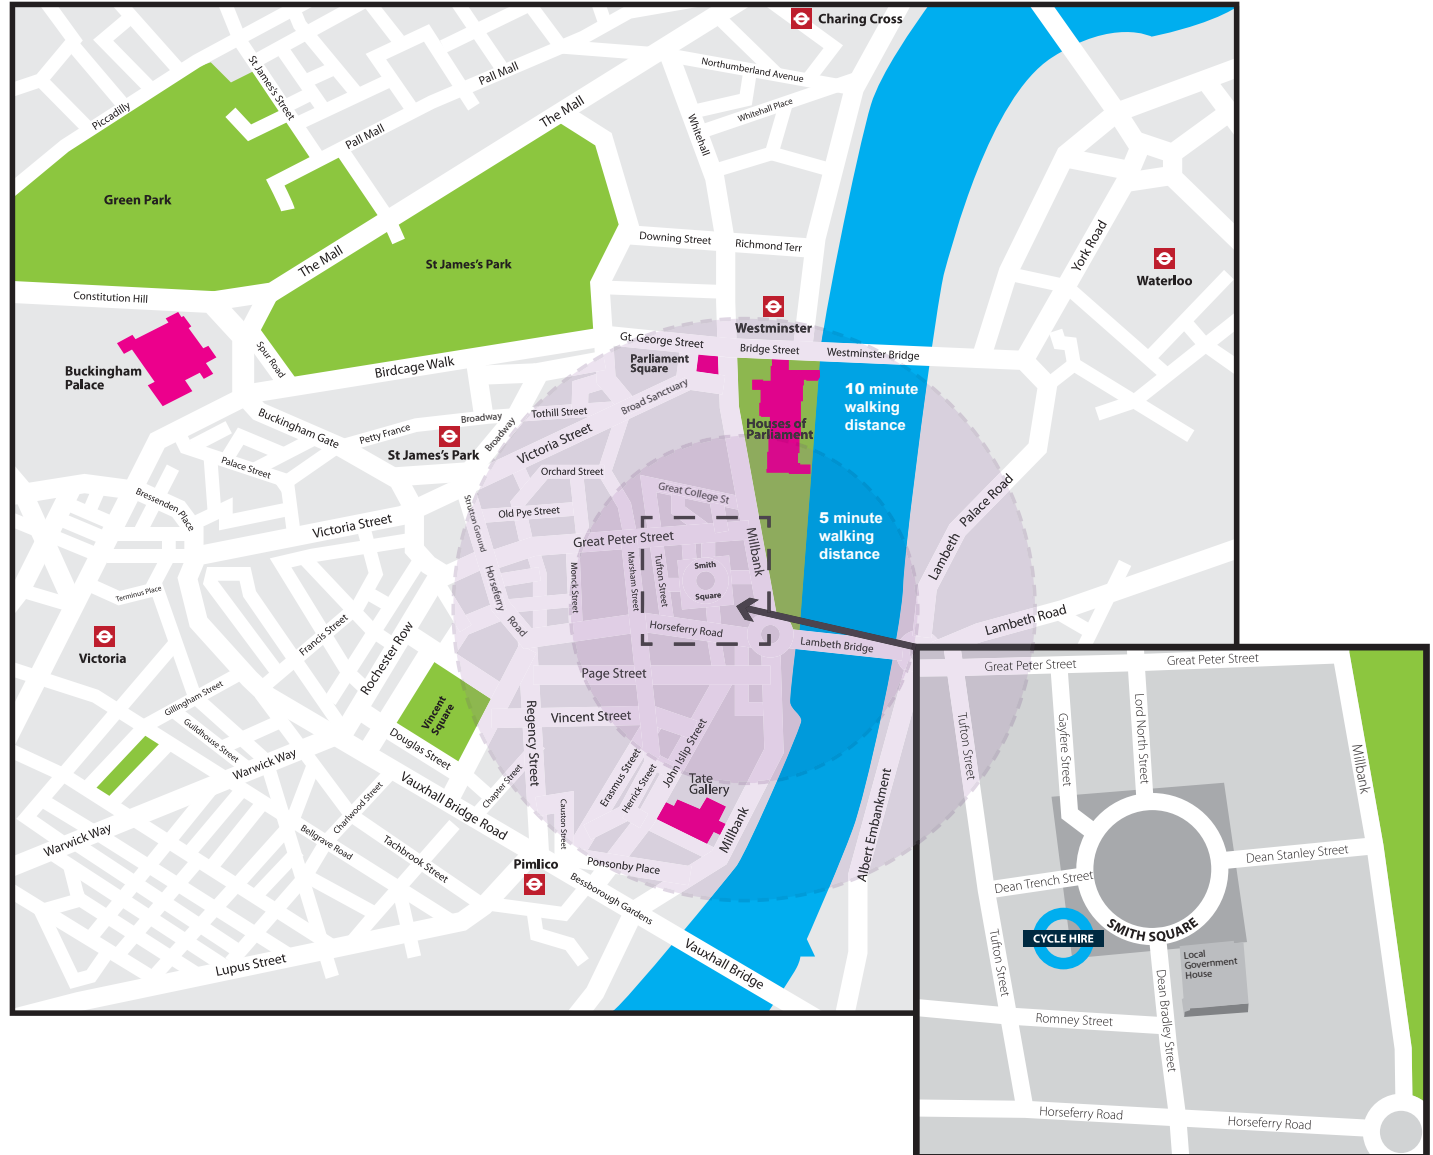 Charing Cross
Northumberland Avenue
Whitehall Place
Whitehall
Pall Mall
St James's Street
Piccadilly
Pall Mall
The Mall
Green Park
Downing Street
Richmond Terr
The Mall
St James's Park
York Road
Waterloo
Constitution Hill
Westminster
Gt. George Street
Bridge Street
Westminster Bridge
Spur Road
Buckingham
Palace
Birdcage Walk
Parliament
Square
10 minute
walking
distance
Broad Sanctuary
Houses of
Parliament
Buckingham Gate
Petty France
Broadway
Broadway
Tothill Street
Victoria Street
St James's Park
Palace Street
Orchard Street
Great College St
Bressenden Place
Victoria Street
Strutton Ground
Old Pye Street
Great Peter Street
Millbank
5 minute
walking
distance
Lambeth
Palace Road
Smith
Square
Tufton Street
Marsham Street
Monck Street
Horseferry
Road
Terminus Place
Francis Street
Rochester Row
Victoria
Horseferry Road
Lambeth Bridge
Lambeth Road
Page Street
Gillingham Street
Guildhouse Street
Vincent
Square
Regency Street
Vincent Street
Douglas Street
Warwick Way
Warwick Way
Vauxhall Bridge Road
Chapter Street
Erasmus Street
Herrick Street
John Islip Street
Tate
Gallery
Millbank
Albert Embankment
Charlwood Street
Bellgrave Road
Tachbrook Street
Causton Street
Pimlico
Ponsonby Place
Bessborough Gardens
Vauxhall Bridge
Lupus Street
Great Peter Street
Great Peter Street
Tufton Street
Gayfere Street
Lord North Street
Millbank
Dean Stanley Street
Dean Trench Street
SMITH SQUARE
CYCLE HIRE
Tufton Street
Local
Government
House
Dean Bradley Street
Romney Street
Horseferry Road
Horseferry Road